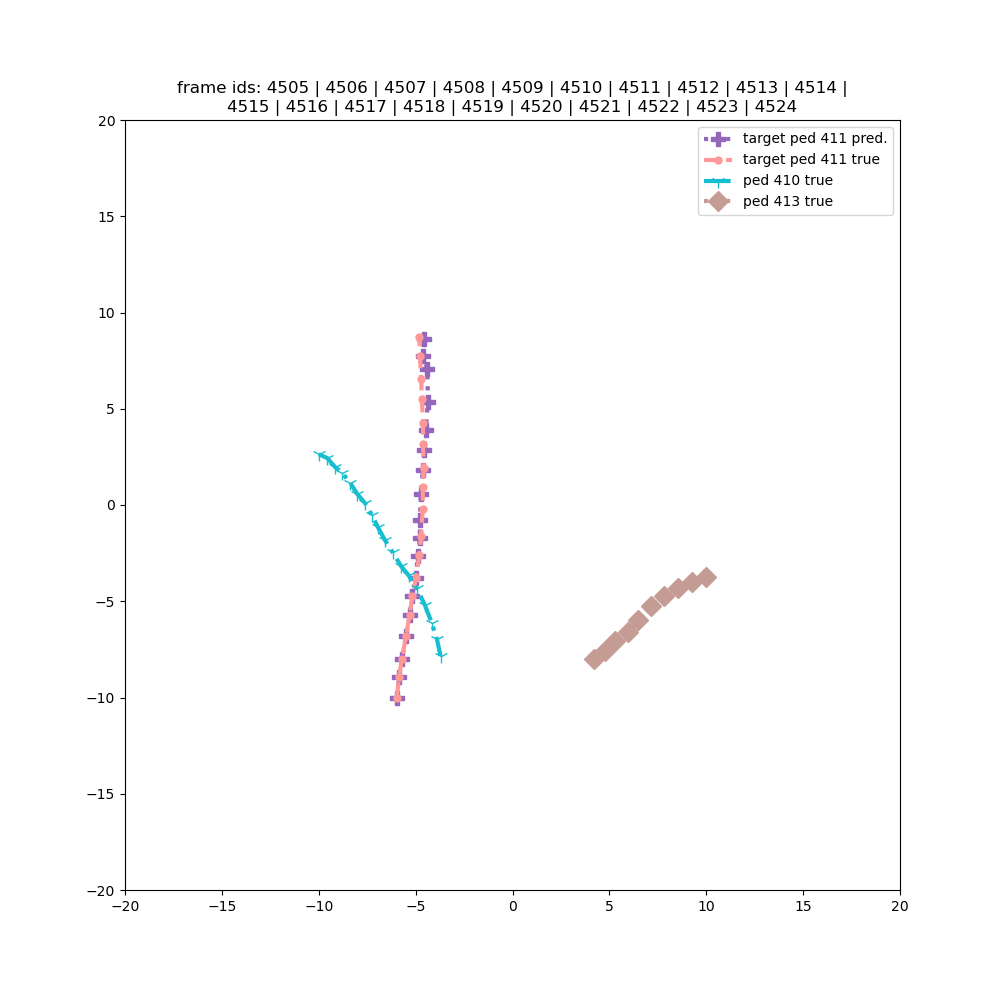 frame ids: 4505 | 4506 | 4507 | 4508 | 4509 | 4510 | 4511 | 4512 | 4513 | 4514 |
4515 | 4516 | 4517 | 4518 | 4519 | 4520 | 4521 | 4522 | 4523 | 4524
target ped 411 pred.
target ped 411 true
ped 410 true
ped 413 true
20
15
10
5
0
−5
−10
−15
−20
−20 −15 −10 −5 0 5 10 15 20